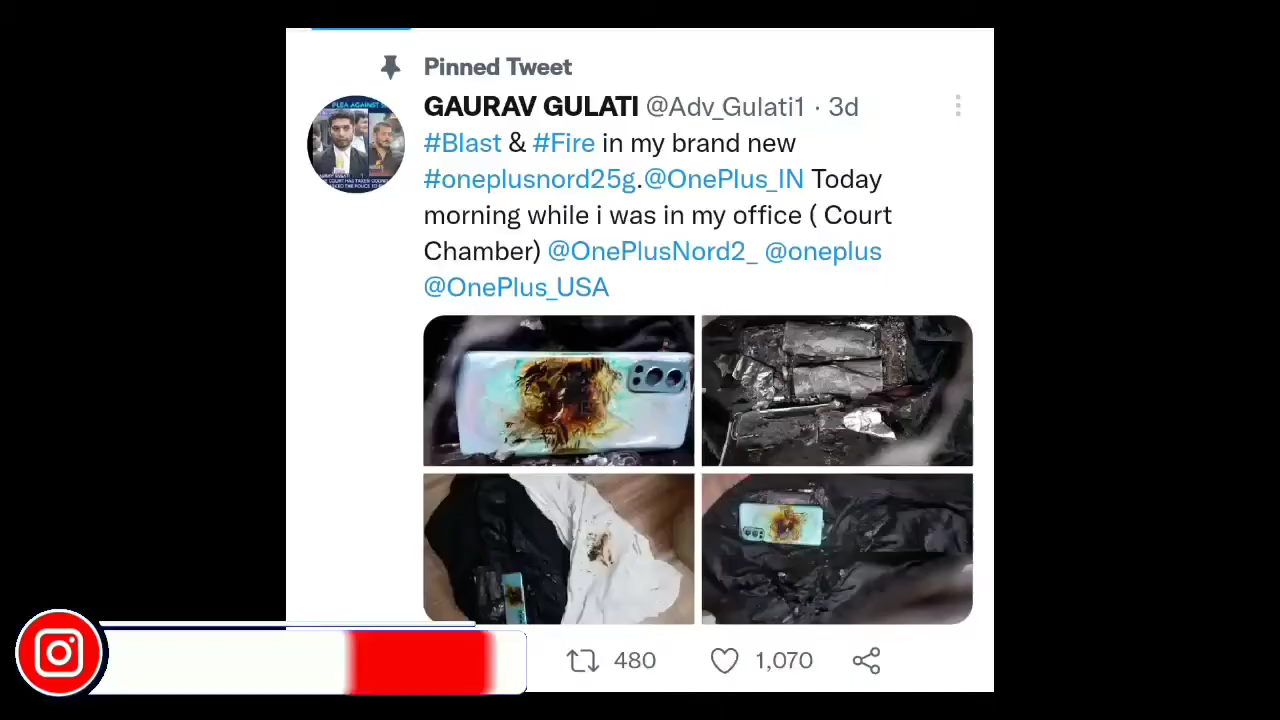 Pinned Tweet
GAURAV GULATI @Adv_Gulati1 · 3d
#Blast & #Fire in my brand new
#oneplusnord25g.@OnePlus_IN Today
morning while i was in my office ( Court
Chamber) @OnePlusNord2_ @oneplus
@OnePlus_USA
480 1,070